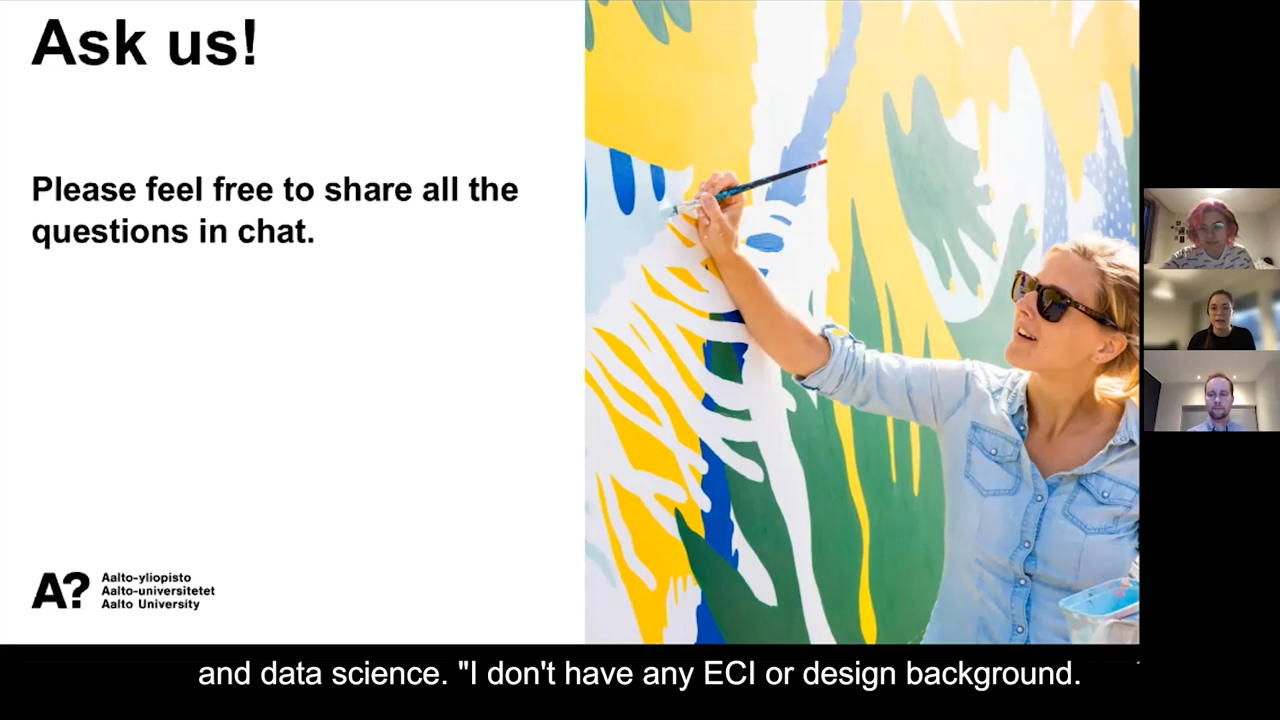 Ask us!
Please feel free to share all the
questions in chat.
A?
Aalto-yliopisto
Aalto-universitetet
Aalto University
and data science. "I don't have any ECI or design background.